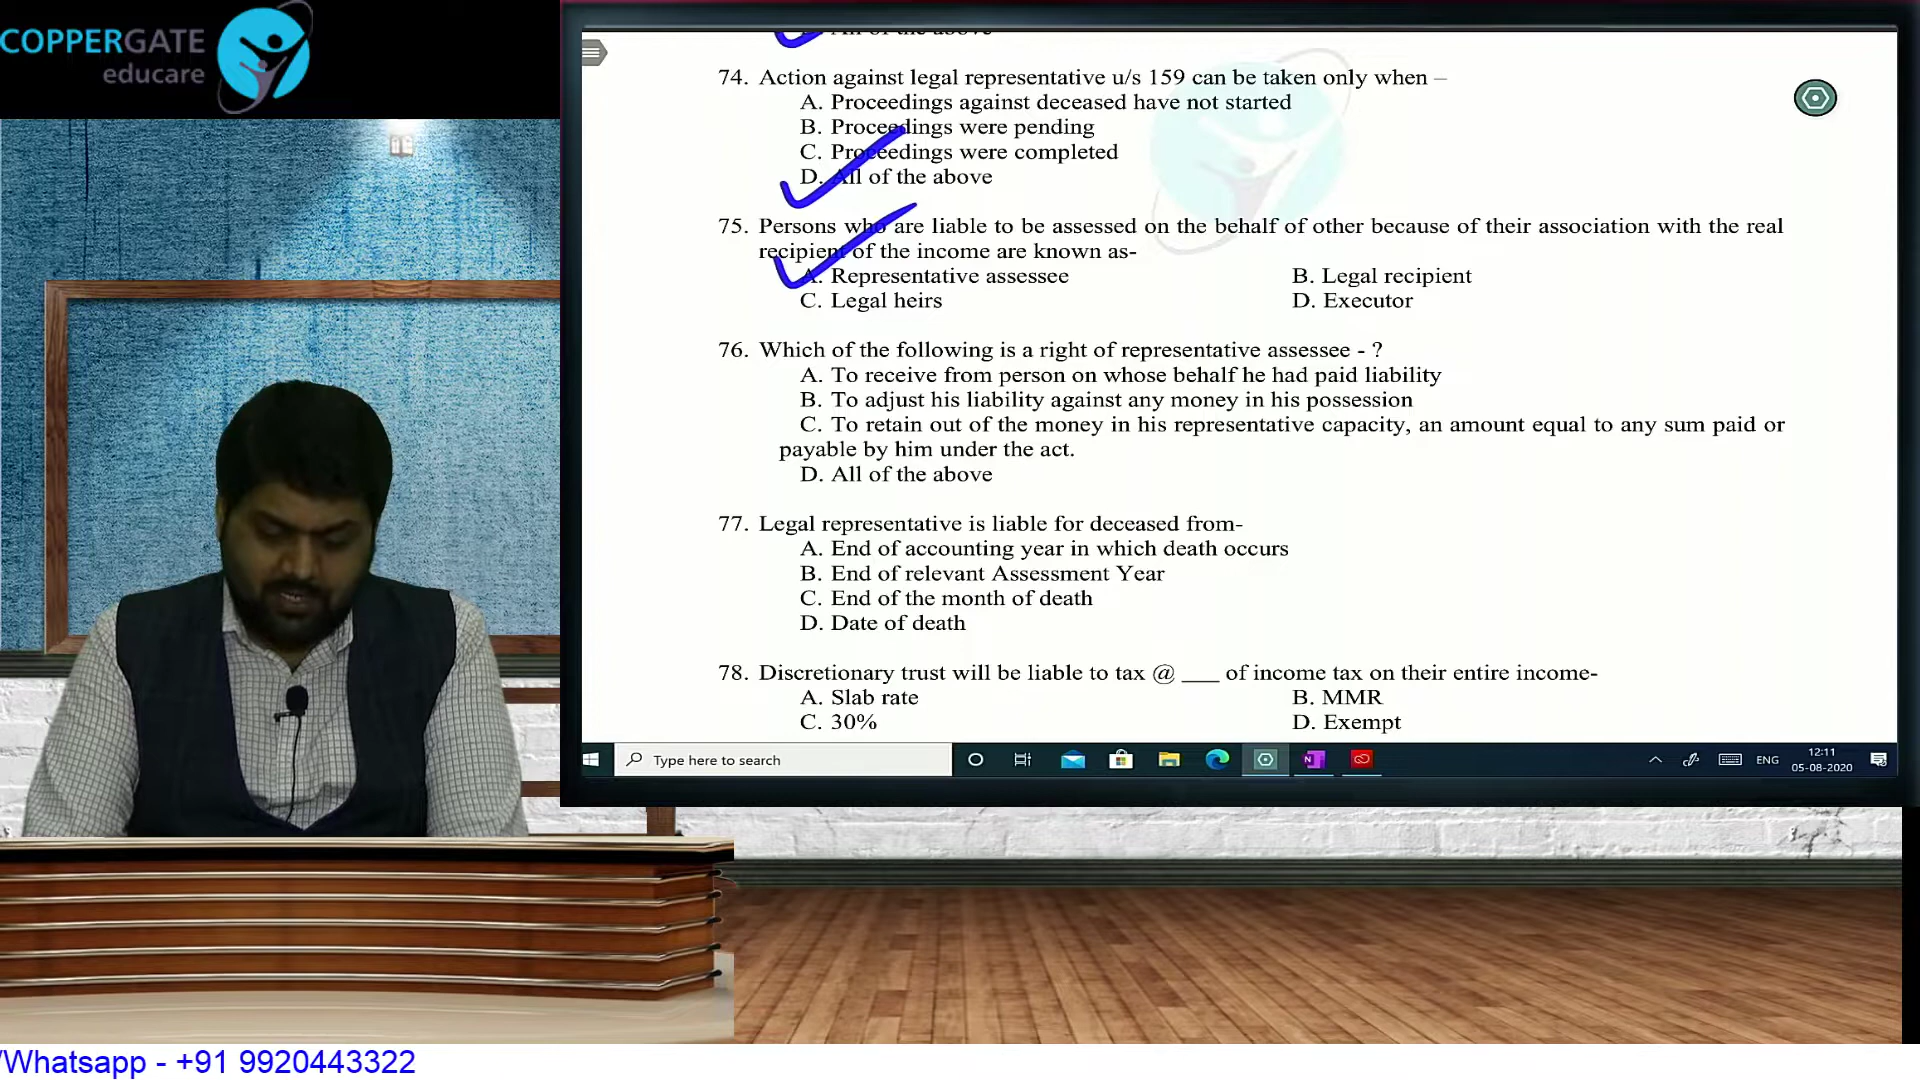 COPPERGATE
educare
D. All of the above
74. Action against legal representative u/s 159 can be taken only when –
A. Proceedings against deceased have not started
B. Proceedings were pending
C. Proceedings were completed
D. All of the above
75. Persons who are liable to be assessed on the behalf of other because of their association with the real
recipient of the income are known as-
A. Representative assessee B. Legal recipient
C. Legal heirs D. Executor
76. Which of the following is a right of representative assessee - ?
A. To receive from person on whose behalf he had paid liability
B. To adjust his liability against any money in his possession
C. To retain out of the money in his representative capacity, an amount equal to any sum paid or
payable by him under the act.
D. All of the above
77. Legal representative is liable for deceased from-
A. End of accounting year in which death occurs
B. End of relevant Assessment Year
C. End of the month of death
D. Date of death
78. Discretionary trust will be liable to tax @ ___ of income tax on their entire income-
A. Slab rate B. MMR
C. 30% D. Exempt
Type here to search
ENG
12:11
05-08-2020
/Whatsapp - +91 9920443322